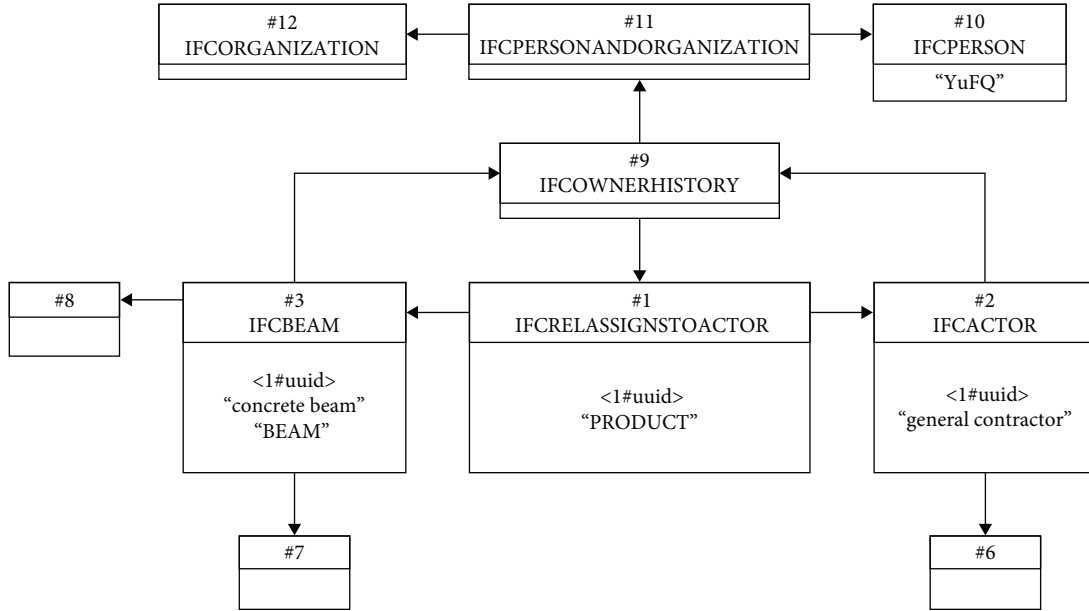 #12
IFCORGANIZATION
#11
IFCPERSONANDORGANIZATION
#10
IFCPERSON
“YuFQ”
#9
IFCOWNERHISTORY
#8
#3
IFCBEAM
<1#uuid>
“concrete beam”
“BEAM”
#1
IFCRELASSIGNSTOACTOR
<1#uuid>
“PRODUCT”
#2
IFCACTOR
<1#uuid>
“general contractor”
#7
#6